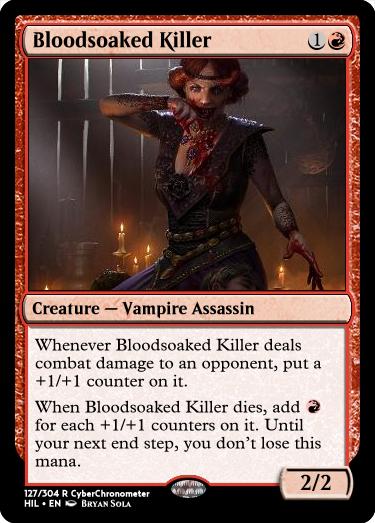 Bloodsoaked Killer 1
Creature — Vampire Assassin
Whenever Bloodsoaked Killer deals
combat damage to an opponent, put a
+1/+1 counter on it.
When Bloodsoaked Killer dies, add
for each +1/+1 counters on it. Until
your next end step, you don't lose this
mana.
2/2
127/304 R CyberChronometer
HIL • EN Bryan Sola